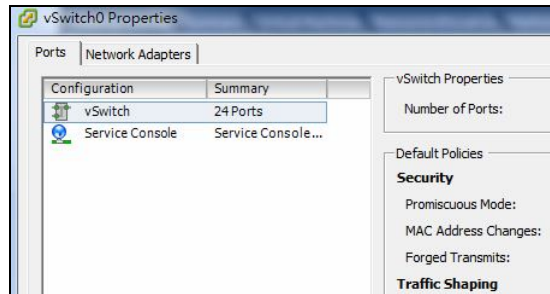 vSwitch0 Properties
Ports
Network Adapters
Configuration
Summary
vSwitch
24 Ports
Service Console
Service Console...
vSwitch Properties
Number of Ports:
Default Policies
Security
Promiscuous Mode:
MAC Address Changes:
Forged Transmits:
Traffic Shaping